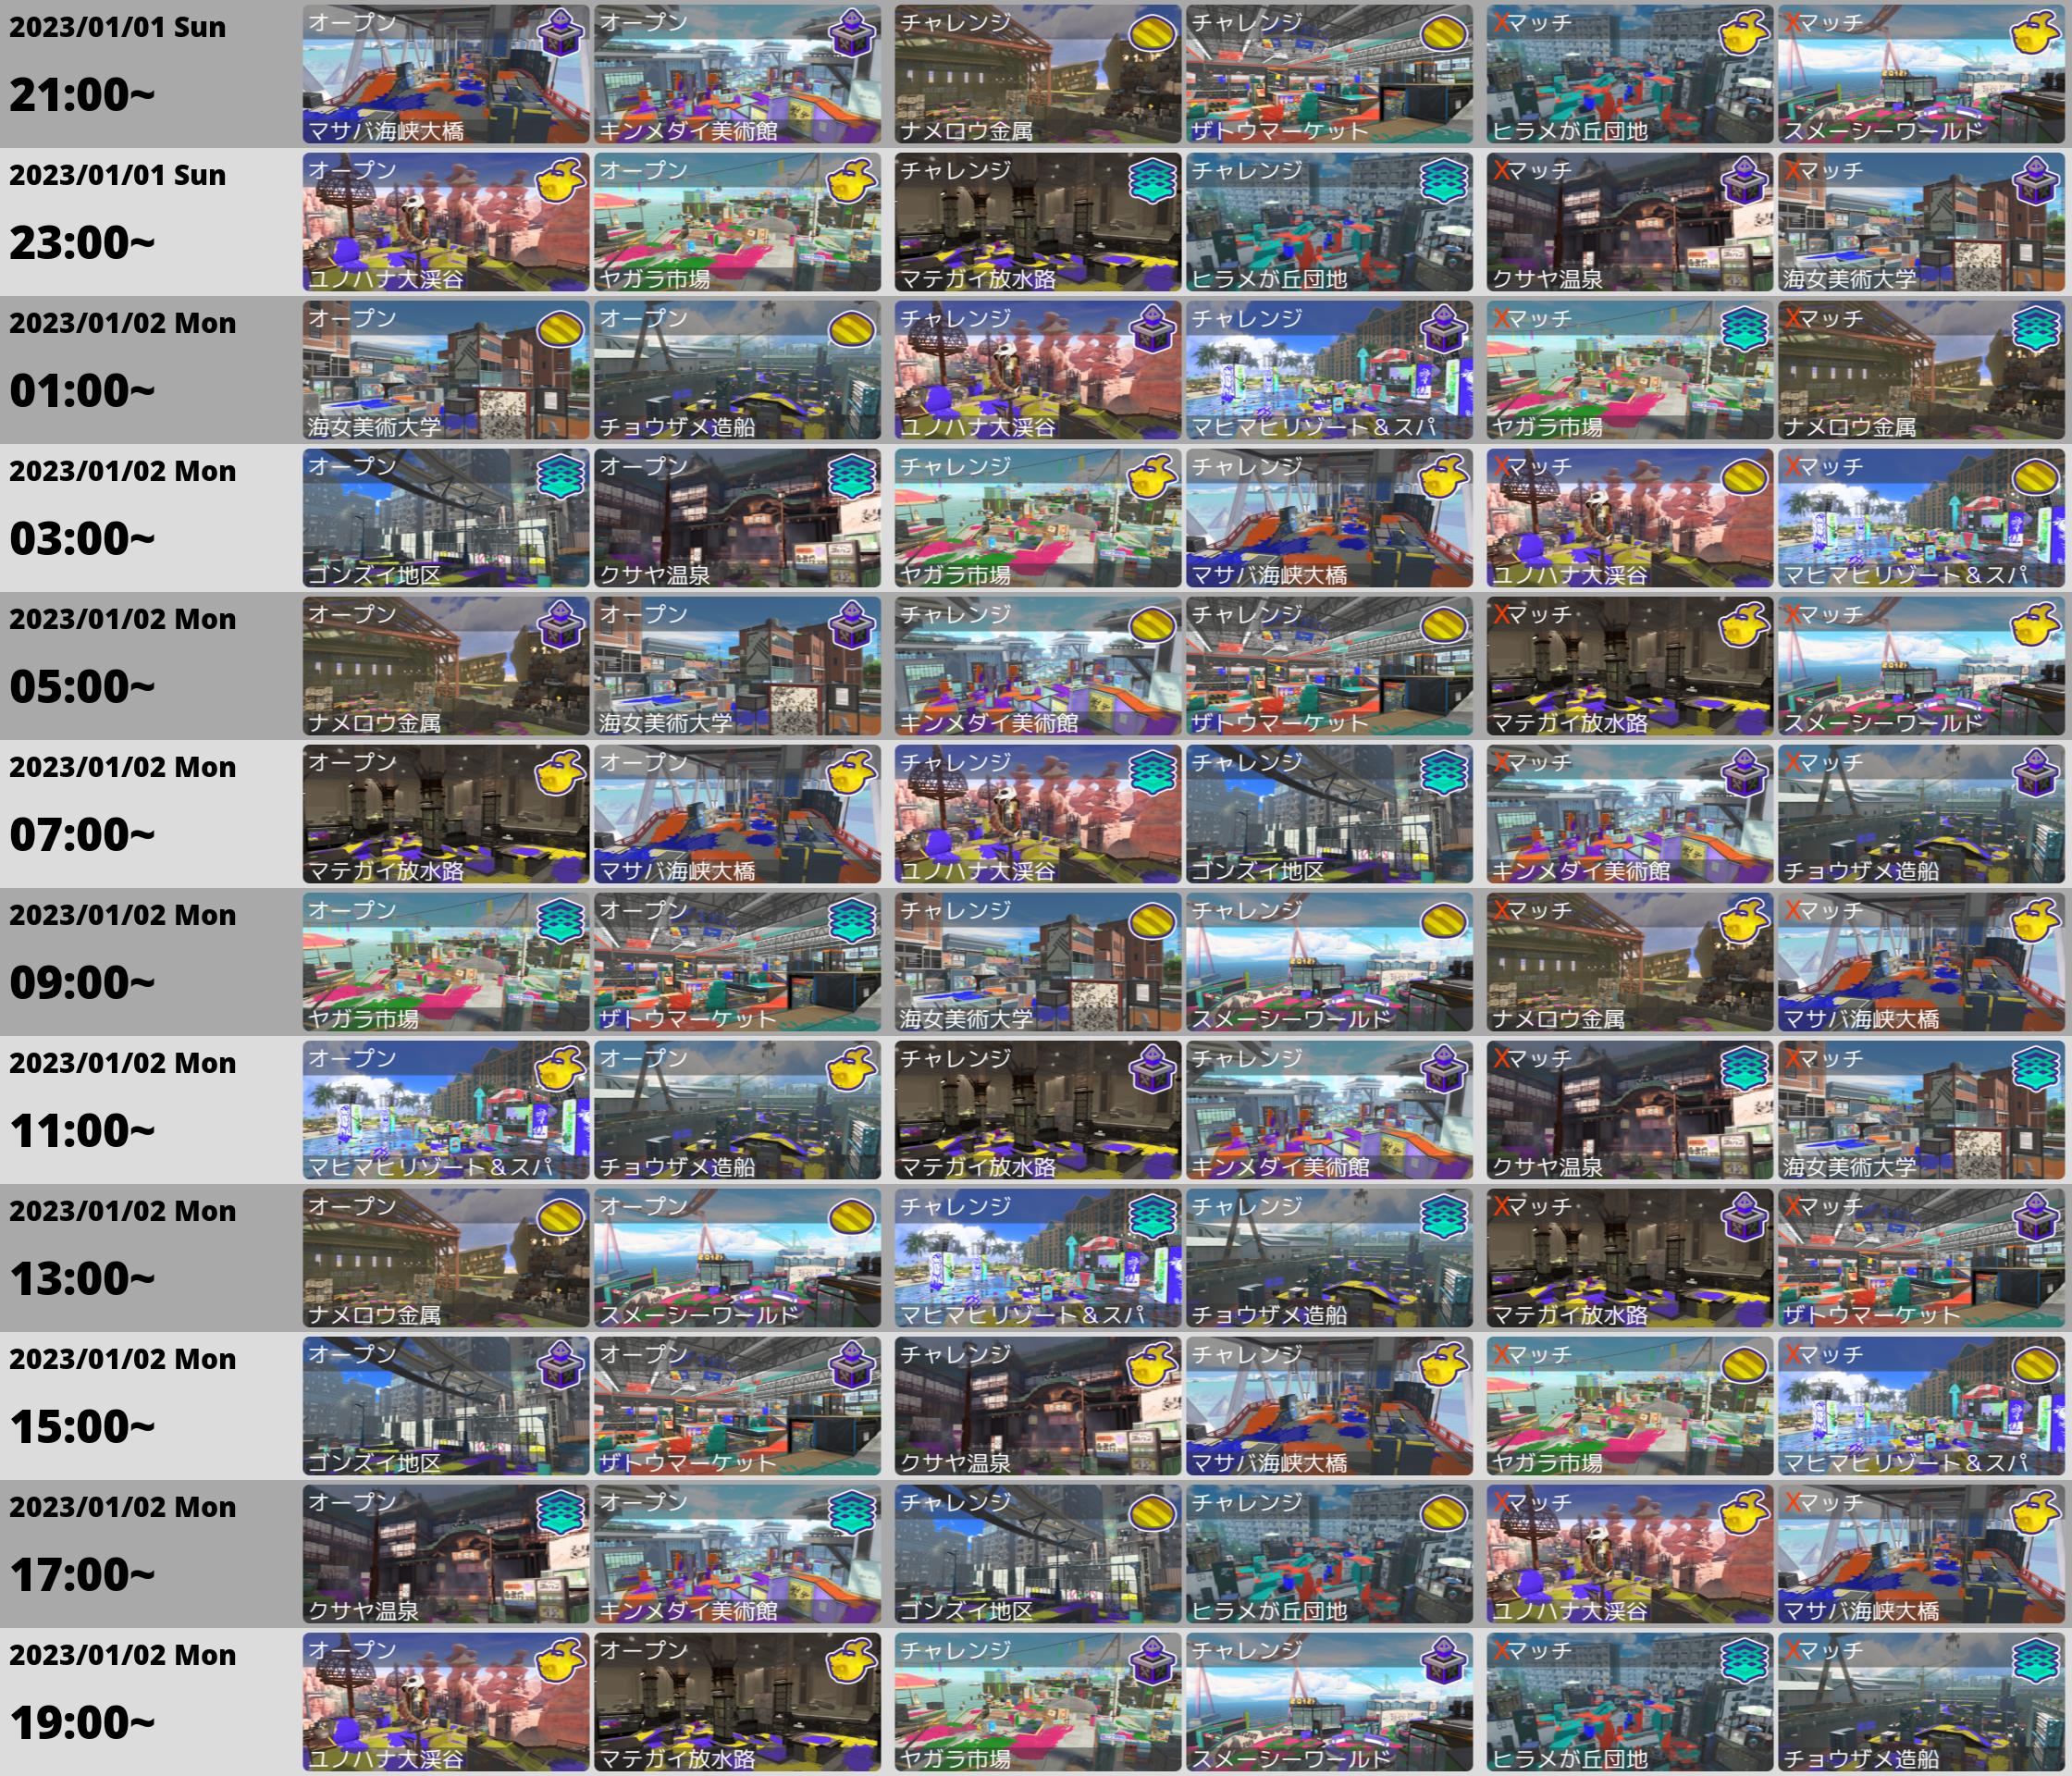 2023/01/01 Sun
21:00~
オープン オープン チャレンジ チャレンジ Xマッチ Xマッチ
マサバ海峡大橋 キンメダイ美術館 ナメロウ金属 ザトウマーケット ヒラメが丘団地 スメーシーワールド
2023/01/01 Sun
23:00~
オープン オープン チャレンジ チャレンジ Xマッチ Xマッチ
ユノハナ大渓谷 ヤガラ市場 マテガイ放水路 ヒラメが丘団地 クサヤ温泉 海女美術大学
2023/01/02 Mon
01:00~
オープン オープン チャレンジ チャレンジ Xマッチ Xマッチ
海女美術大学 チョウザメ造船 ユノハナ大渓谷 マヒマヒリゾート&スパ ヤガラ市場 ナメロウ金属
2023/01/02 Mon
03:00~
オープン オープン チャレンジ チャレンジ Xマッチ Xマッチ
ゴンズイ地区 クサヤ温泉 ヤガラ市場 マサバ海峡大橋 ユノハナ大渓谷 マヒマヒリゾート&スパ
2023/01/02 Mon
05:00~
オープン オープン チャレンジ チャレンジ Xマッチ Xマッチ
ナメロウ金属 海女美術大学 キンメダイ美術館 ザトウマーケット マテガイ放水路 スメーシーワールド
2023/01/02 Mon
07:00~
オープン オープン チャレンジ チャレンジ Xマッチ Xマッチ
マテガイ放水路 マサバ海峡大橋 ユノハナ大渓谷 ゴンズイ地区 キンメダイ美術館 チョウザメ造船
2023/01/02 Mon
09:00~
オープン オープン チャレンジ チャレンジ Xマッチ Xマッチ
ヤガラ市場 ザトウマーケット 海女美術大学 スメーシーワールド ナメロウ金属 マサバ海峡大橋
2023/01/02 Mon
11:00~
オープン オープン チャレンジ チャレンジ Xマッチ Xマッチ
マヒマヒリゾート&スパ チョウザメ造船 マテガイ放水路 キンメダイ美術館 クサヤ温泉 海女美術大学
2023/01/02 Mon
13:00~
オープン オープン チャレンジ チャレンジ Xマッチ Xマッチ
ナメロウ金属 スメーシーワールド マヒマヒリゾート&スパ チョウザメ造船 マテガイ放水路 ザトウマーケット
2023/01/02 Mon
15:00~
オープン オープン チャレンジ チャレンジ Xマッチ Xマッチ
ゴンズイ地区 ザトウマーケット クサヤ温泉 マサバ海峡大橋 ヤガラ市場 マヒマヒリゾート&スパ
2023/01/02 Mon
17:00~
オープン オープン チャレンジ チャレンジ Xマッチ Xマッチ
クサヤ温泉 キンメダイ美術館 ゴンズイ地区 ヒラメが丘団地 ユノハナ大渓谷 マサバ海峡大橋
2023/01/02 Mon
19:00~
オープン オープン チャレンジ チャレンジ Xマッチ Xマッチ
ユノハナ大渓谷 マテガイ放水路 ヤガラ市場 スメーシーワールド ヒラメが丘団地 チョウザメ造船